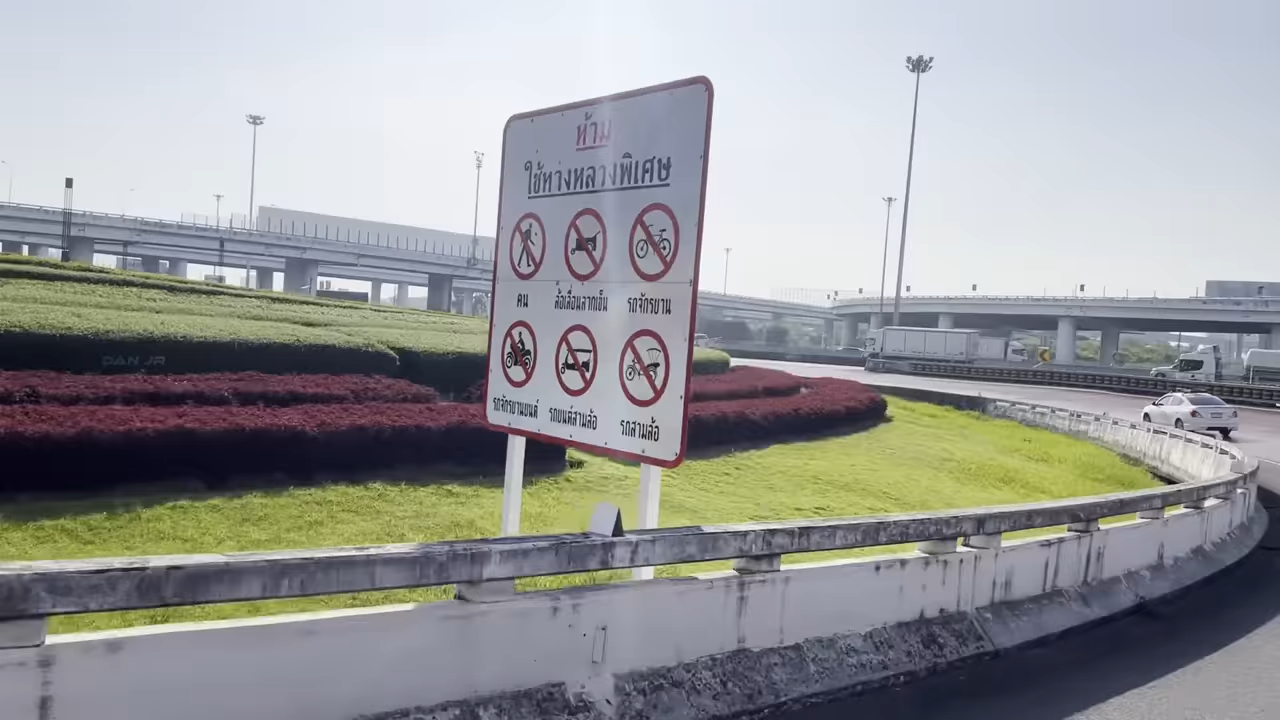 ห้าม
ใช้ทางหลวงพิเศษ
คน ล้อเลื่อนลากเข็น รถจักรยาน
รถจักรยานยนต์ รถยนต์สามล้อ รถสามล้อ
DAN JR